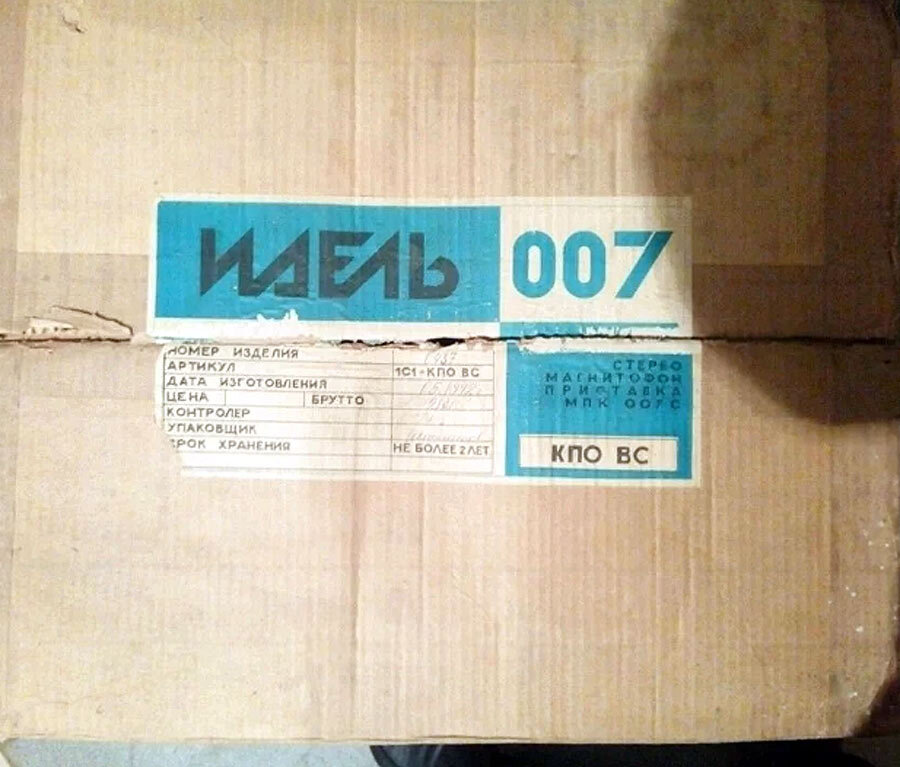 ИДЕЛЬ 007
НОМЕР ИЗДЕЛИЯ
АРТИКУЛ 1С1-КПО ВС
ДАТА ИЗГОТОВЛЕНИЯ
ЦЕНА БРУТТО
КОНТРОЛЕР
УПАКОВЩИК
СРОК ХРАНЕНИЯ НЕ БОЛЕЕ 2 ЛЕТ
СТЕРЕО
МАГНИТОФОН
ПРИСТАВКА
МПК 007С
КПО ВС